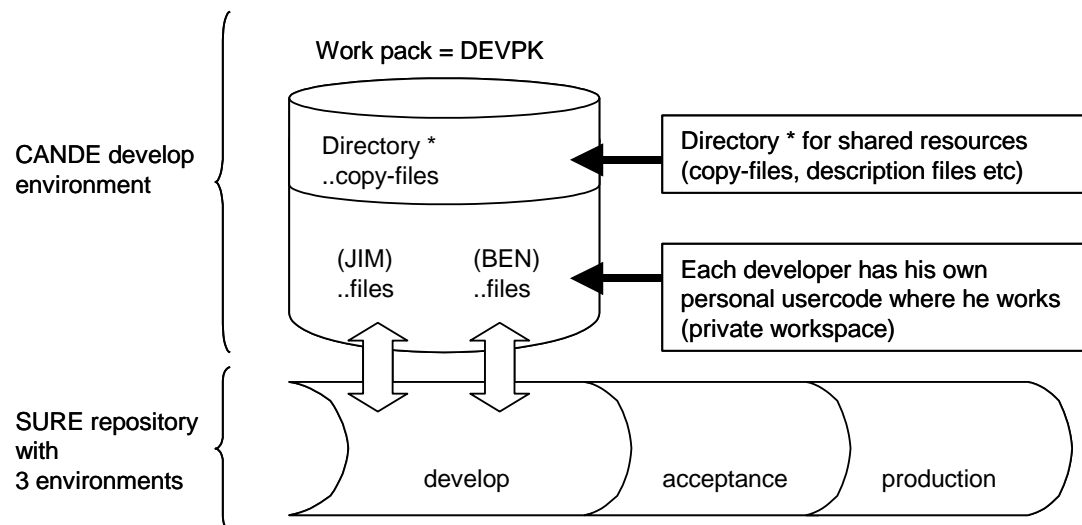 Work pack = DEVPK
CANDE develop
environment
Directory *
..copy-files
Directory * for shared resources
(copy-files, description files etc)
(JIM)
..files
(BEN)
..files
Each developer has his own
personal usercode where he works
(private workspace)
SURE repository
with
3 environments
develop
acceptance
production